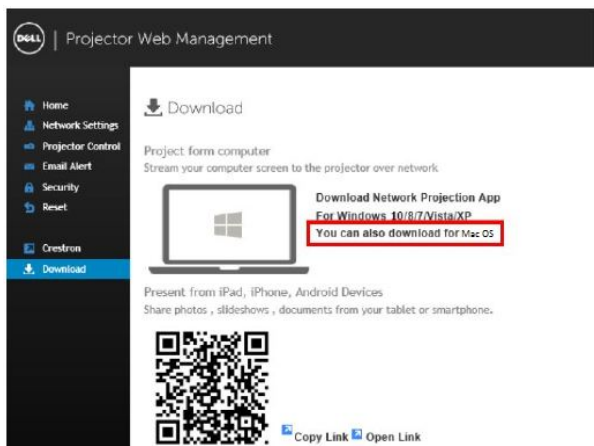 DELL | Projector Web Management
Home
Network Settings
Projector Control
Email Alert
Security
Reset
Crestron
Download
Download
Project form computer
Stream your computer screen to the projector over network
Download Network Projection App
For Windows 10/8/7/Vista/XP
You can also download for Mac OS
Present from iPad, iPhone, Android Devices
Share photos , slideshows , documents from your tablet or smartphone.
Copy Link Open Link